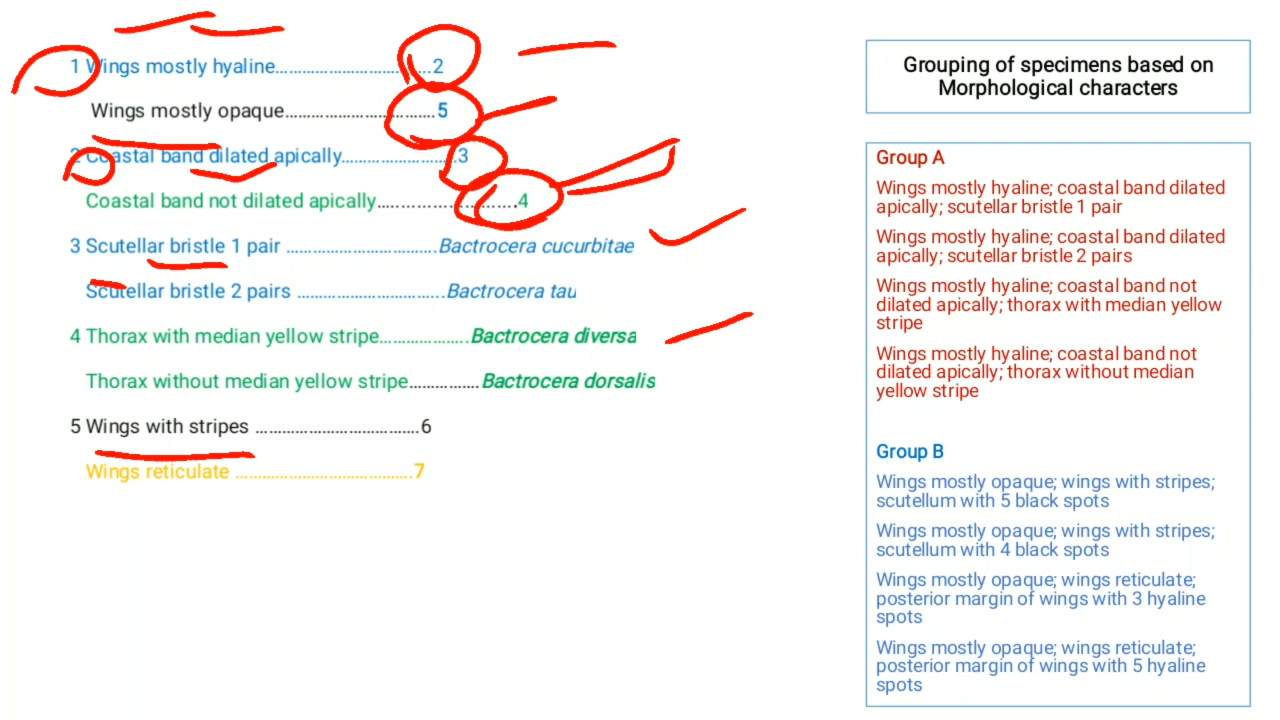 1 Wings mostly hyaline......................................2
Wings mostly opaque....................................5
2 Coastal band dilated apically...........................3
Coastal band not dilated apically..........................4
3 Scutellar bristle 1 pair ....................................Bactrocera cucurbitae
Scutellar bristle 2 pairs ...................................Bactrocera tau
4 Thorax with median yellow stripe.....................Bactrocera diversa
Thorax without median yellow stripe................Bactrocera dorsalis
5 Wings with stripes ......................................6
Wings reticulate ..........................................7
Grouping of specimens based on
Morphological characters
Group A
Wings mostly hyaline; coastal band dilated
apically; scutellar bristle 1 pair
Wings mostly hyaline; coastal band dilated
apically; scutellar bristle 2 pairs
Wings mostly hyaline; coastal band not
dilated apically; thorax with median yellow
stripe
Wings mostly hyaline; coastal band not
dilated apically; thorax without median
yellow stripe
Group B
Wings mostly opaque; wings with stripes;
scutellum with 5 black spots
Wings mostly opaque; wings with stripes;
scutellum with 4 black spots
Wings mostly opaque; wings reticulate;
posterior margin of wings with 3 hyaline
spots
Wings mostly opaque; wings reticulate;
posterior margin of wings with 5 hyaline
spots